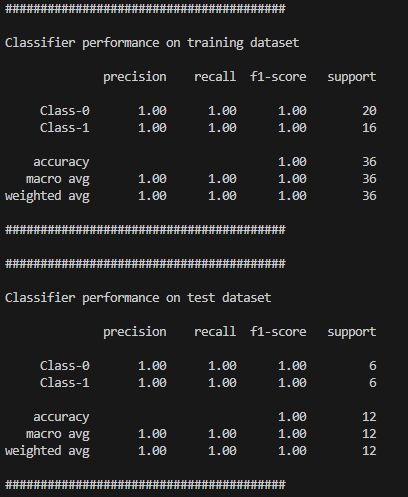 ########################################
Classifier performance on training dataset
precision recall f1-score support
Class-0 1.00 1.00 1.00 20
Class-1 1.00 1.00 1.00 16
accuracy 1.00 36
macro avg 1.00 1.00 1.00 36
weighted avg 1.00 1.00 1.00 36
########################################
########################################
Classifier performance on test dataset
precision recall f1-score support
Class-0 1.00 1.00 1.00 6
Class-1 1.00 1.00 1.00 6
accuracy 1.00 12
macro avg 1.00 1.00 1.00 12
weighted avg 1.00 1.00 1.00 12
########################################